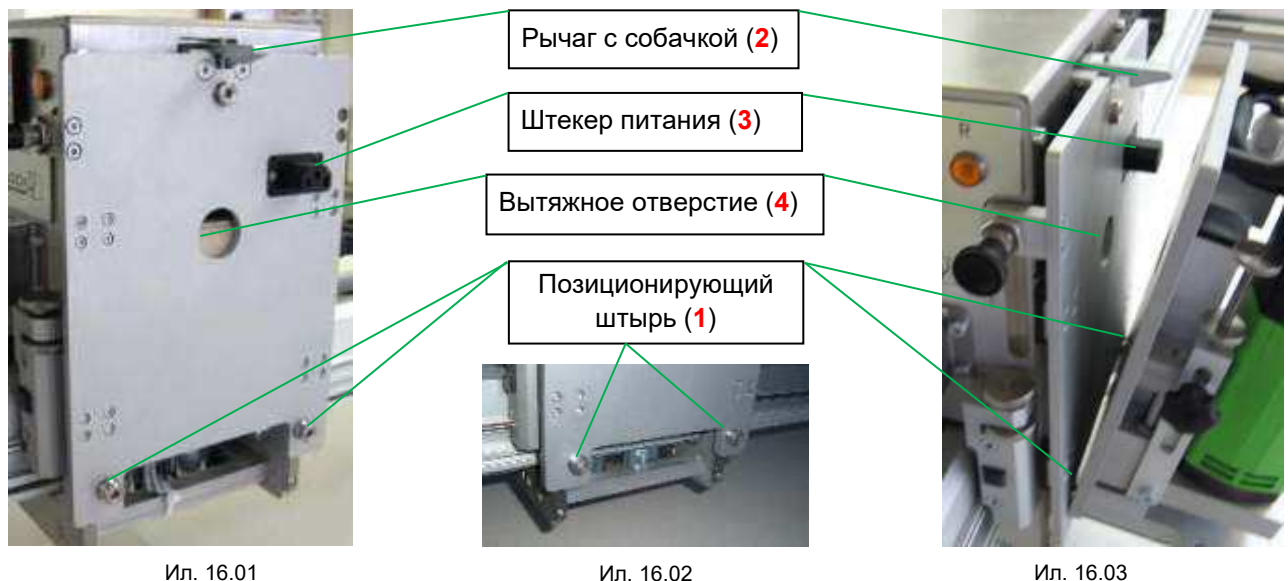 Рычаг с собачкой (2)
Штекер питания (3)
Вытяжное отверстие (4)
Позиционирующий
штырь (1)
R
Ил. 16.01
Ил. 16.02
Ил. 16.03